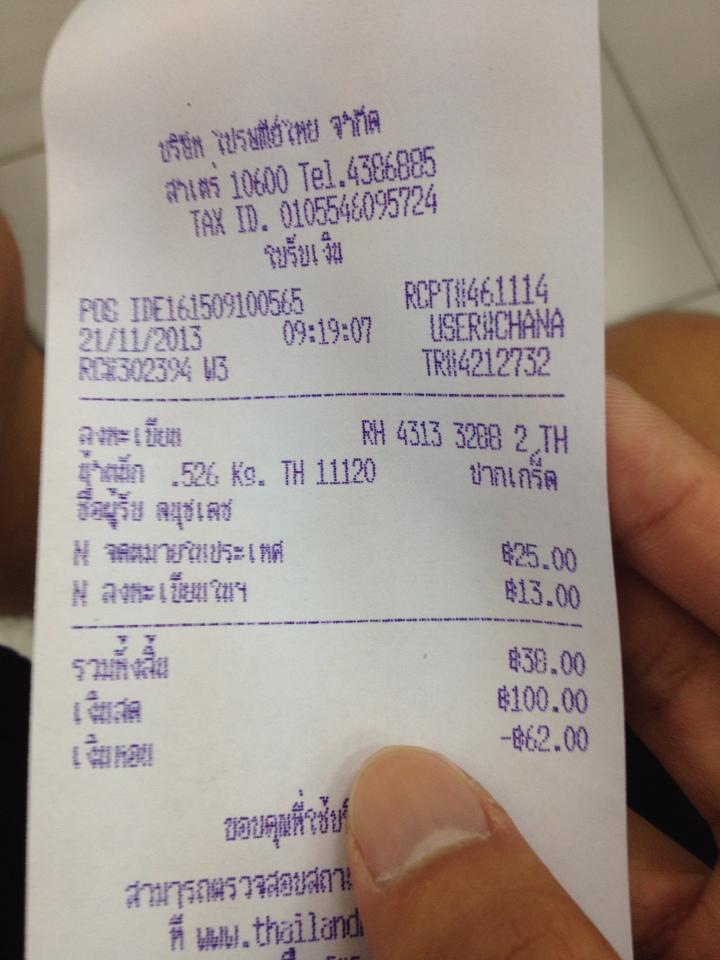 บริษัท ไปรษณีย์ไทย จำกัด
สาเหร่ 10600 Tel.4386885
TAX ID. 0105546095724
ใบรับเงิน
POS IDE161509100565 RCPT#461114
21/11/2013 09:19:07 USER#CHANA
RC#302394 W3 TR#4212732
ลงทะเบียน RH 4313 3288 2 TH
น้ำหนัก .526 Kg. TH 11120 ปากเกร็ด
ชื่อผู้รับ
N จดหมายในประเทศ ฿25.00
N ลงทะเบียนในฯ ฿13.00
รวมทั้งสิ้น ฿38.00
เงินสด ฿100.00
เงินทอน -฿62.00
ขอบคุณที่ใช้บ
สามารถตรวจสอบสถา
ที่ www.thailand